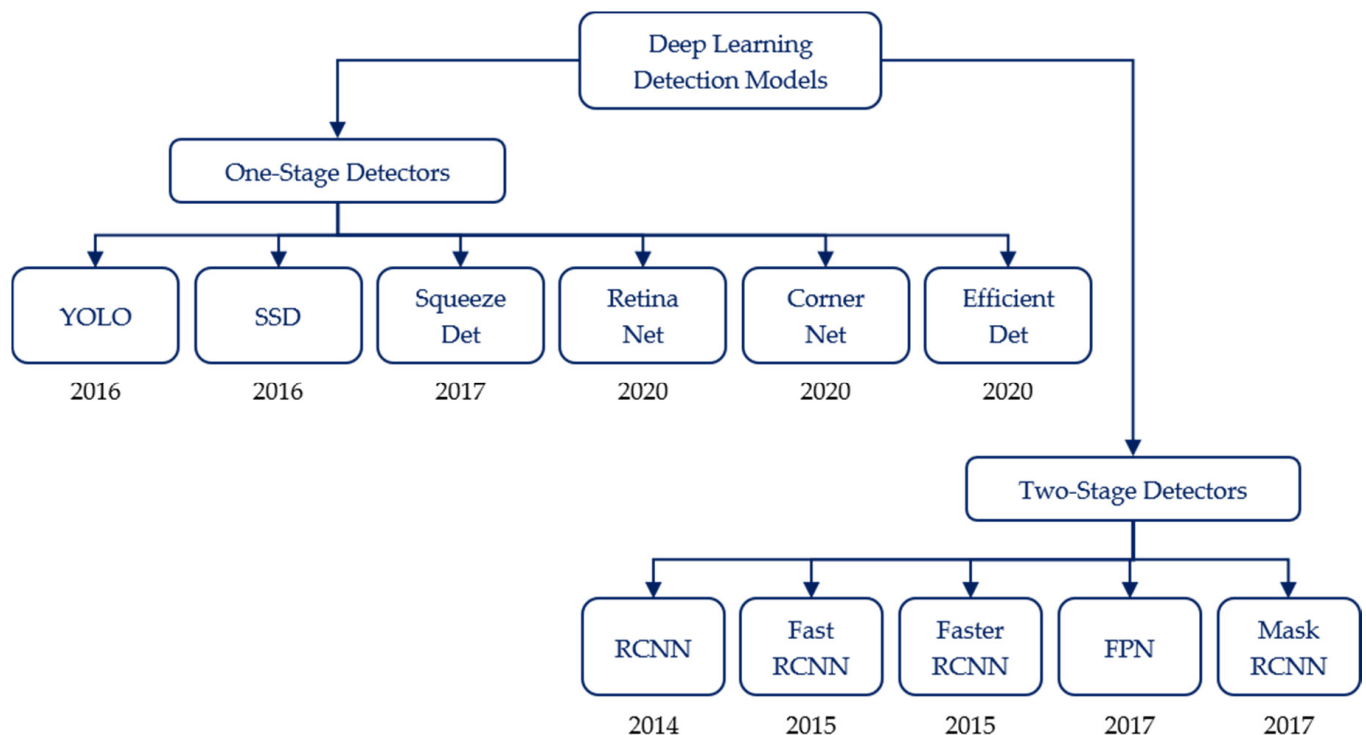 Deep Learning
Detection Models
One-Stage Detectors
YOLO
SSD
Squeeze
Det
Retina
Net
Corner
Net
Efficient
Det
2016
2016
2017
2020
2020
2020
Two-Stage Detectors
RCNN
Fast
RCNN
Faster
RCNN
FPN
Mask
RCNN
2014
2015
2015
2017
2017